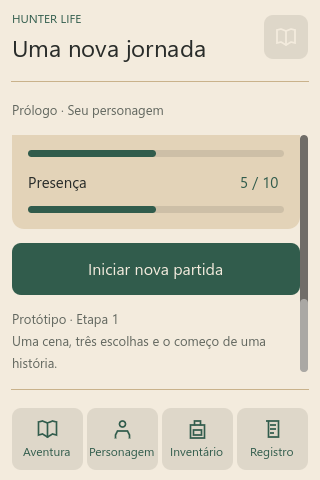 HUNTER LIFE
Uma nova jornada
Prólogo · Seu personagem
Presença 5 / 10
Iniciar nova partida
Protótipo · Etapa 1
Uma cena, três escolhas e o começo de uma
história.
Aventura Personagem Inventário Registro